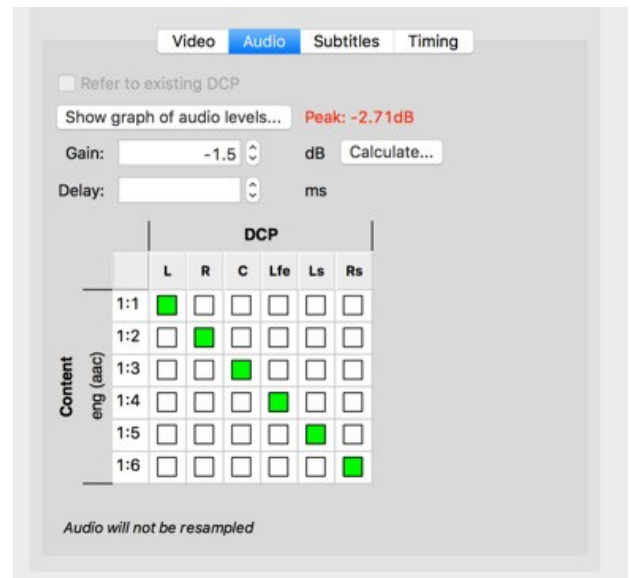 Video Audio Subtitles Timing
Refer to existing DCP
Show graph of audio levels... Peak: -2.71dB
Gain: -1.5 dB Calculate...
Delay: ms
DCP
L R C Lfe Ls Rs
Content
eng (aac)
1:1
1:2
1:3
1:4
1:5
1:6
Audio will not be resampled